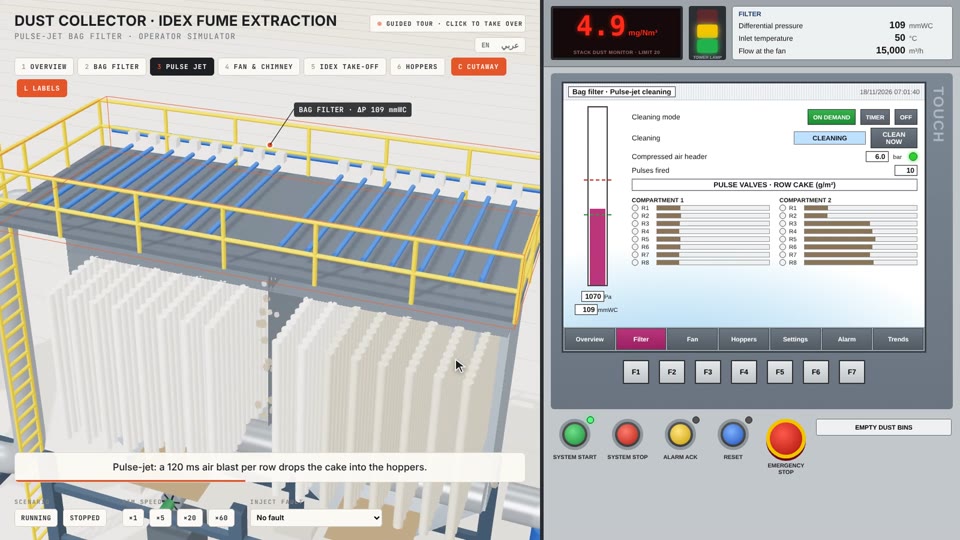 DUST COLLECTOR · IDEX FUME EXTRACTION
PULSE-JET BAG FILTER · OPERATOR SIMULATOR
GUIDED TOUR · CLICK TO TAKE OVER
EN عربي
1 OVERVIEW
2 BAG FILTER
3 PULSE JET
4 FAN & CHIMNEY
5 IDEX TAKE-OFF
6 HOPPERS
C CUTAWAY
L LABELS
BAG FILTER · ΔP 109 mmWC
Pulse-jet: a 120 ms air blast per row drops the cake into the hoppers.
RUNNING STOPPED
×1 ×5 ×20 ×60
No fault
4.9 mg/Nm³
STACK DUST MONITOR · LIMIT 20
TOWER LAMP
FILTER
Differential pressure 109 mmWC
Inlet temperature 50 °C
Flow at the fan 15,000 m³/h
TOUCH
Bag filter · Pulse-jet cleaning
18/11/2026 07:01:40
Cleaning mode ON DEMAND TIMER OFF
Cleaning CLEANING CLEAN NOW
Compressed air header 6.0 bar
Pulses fired 10
PULSE VALVES · ROW CAKE (g/m²)
COMPARTMENT 1
R1
R2
R3
R4
R5
R6
R7
R8
COMPARTMENT 2
R1
R2
R3
R4
R5
R6
R7
R8
1070 Pa
109 mmWC
Overview Filter Fan Hoppers Settings Alarm Trends
F1 F2 F3 F4 F5 F6 F7
SYSTEM START
SYSTEM STOP
ALARM ACK
RESET
EMERGENCY STOP
EMPTY DUST BINS